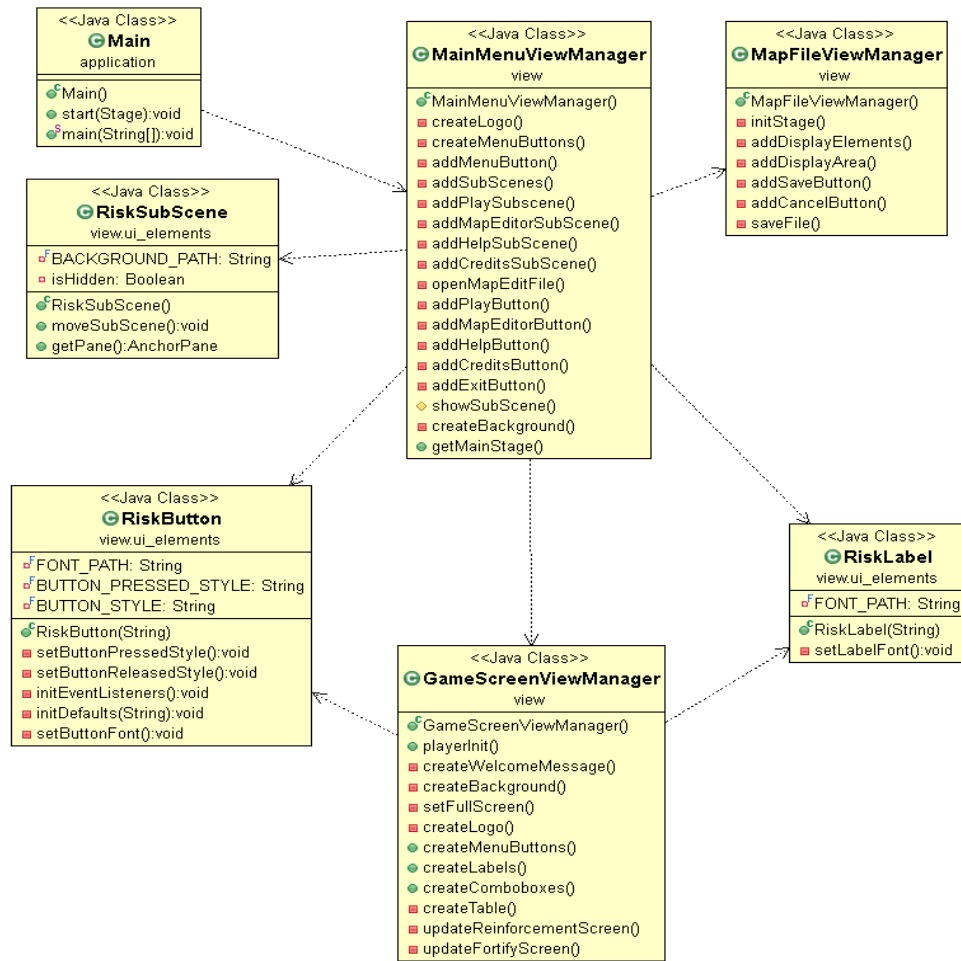 <<Java Class>>
Main
application
Main()
start(Stage):void
main(String[]):void
<<Java Class>>
MainMenuViewManager
view
MainMenuViewManager()
createLogo()
createMenuButtons()
addMenuButton()
addSubScenes()
addPlaySubscene()
addMapEditorSubScene()
addHelpSubScene()
addCreditsSubScene()
openMapEditFile()
addPlayButton()
addMapEditorButton()
addHelpButton()
addCreditsButton()
addExitButton()
showSubScene()
createBackground()
getMainStage()
<<Java Class>>
MapFileViewManager
view
MapFileViewManager()
initStage()
addDisplayElements()
addDisplayArea()
addSaveButton()
addCancelButton()
saveFile()
<<Java Class>>
RiskSubScene
view.ui_elements
BACKGROUND_PATH: String
isHidden: Boolean
RiskSubScene()
moveSubScene():void
getPane():AnchorPane
<<Java Class>>
RiskButton
view.ui_elements
FONT_PATH: String
BUTTON_PRESSED_STYLE: String
BUTTON_STYLE: String
RiskButton(String)
setButtonPressedStyle():void
setButtonReleasedStyle():void
initEventListeners():void
initDefaults(String):void
setButtonFont():void
<<Java Class>>
RiskLabel
view.ui_elements
FONT_PATH: String
RiskLabel(String)
setLabelFont():void
<<Java Class>>
GameScreenViewManager
view
GameScreenViewManager()
playerInit()
createWelcomeMessage()
createBackground()
setFullScreen()
createLogo()
createMenuButtons()
createLabels()
createComboboxes()
createTable()
updateReinforcementScreen()
updateFortifyScreen()